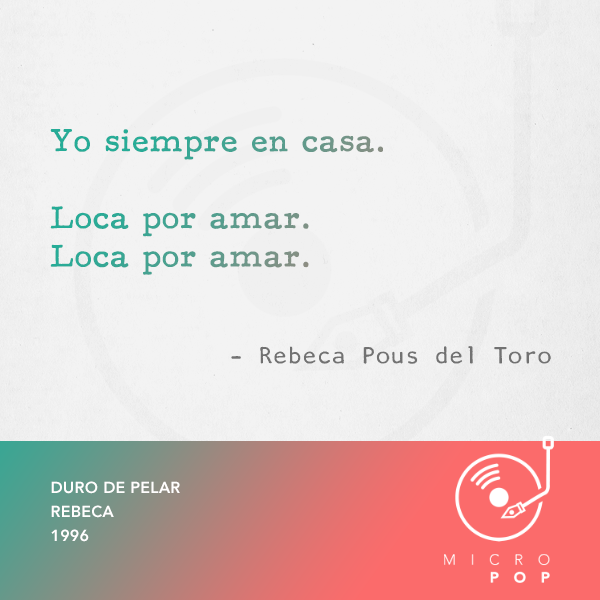 Yo siempre en casa.
Loca por amar.
Loca por amar.
- Rebeca Pous del Toro
DURO DE PELAR
REBECA
1996
MICRO
POP